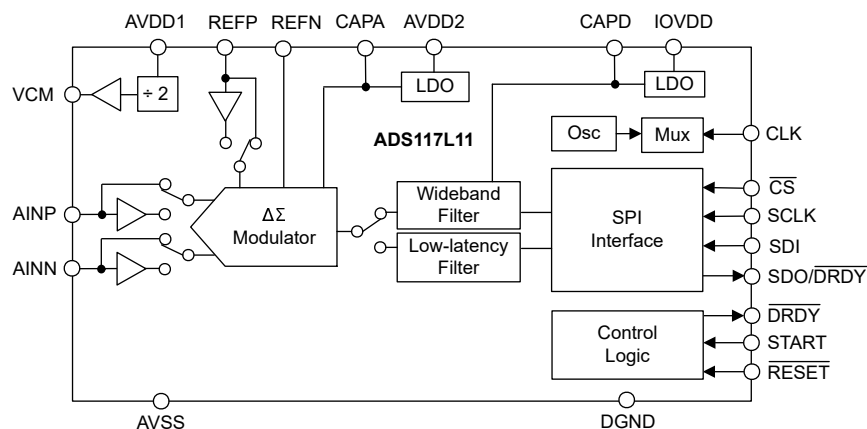 AVDD1
REFP
REFN
CAPA
AVDD2
CAPD
IOVDD
VCM
÷ 2
LDO
LDO
ADS117L11
Osc
Mux
CLK
AINP
AINN
ΔΣ
Modulator
Wideband
Filter
Low-latency
Filter
SPI
Interface
CS
SCLK
SDI
SDO/DRDY
Control
Logic
DRDY
START
RESET
AVSS
DGND